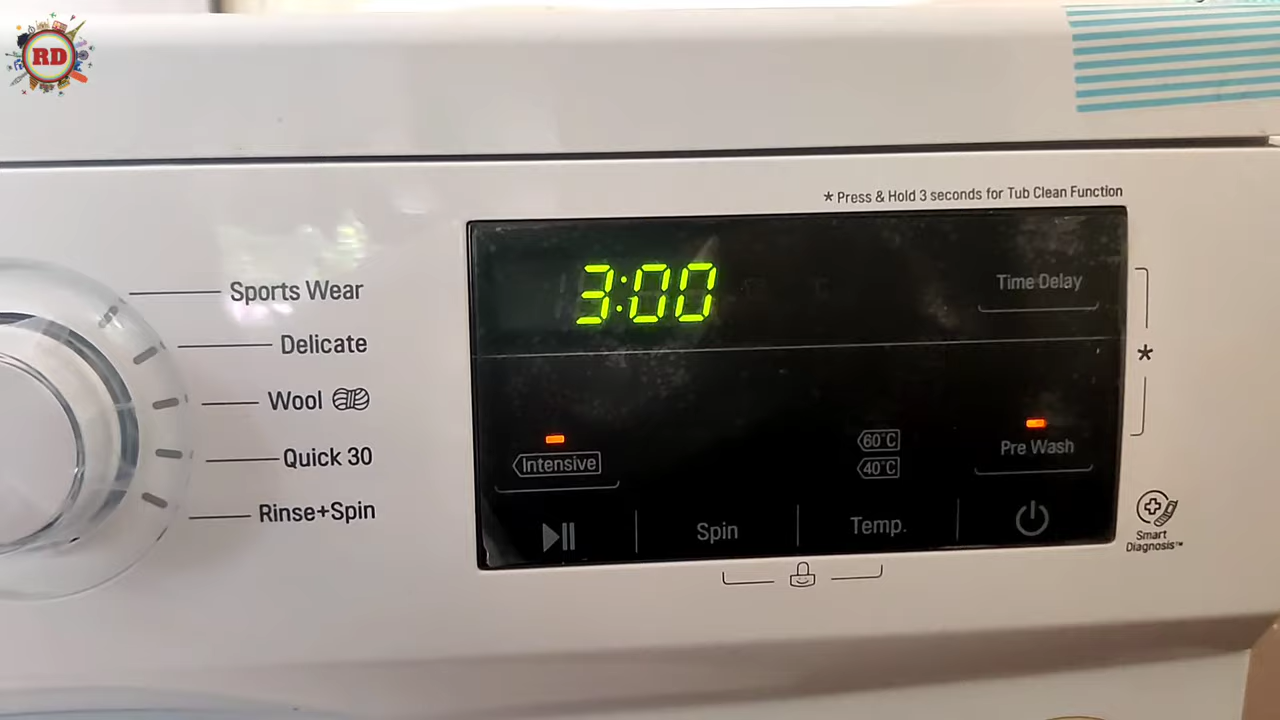 RD
* Press & Hold 3 seconds for Tub Clean Function
Sports Wear
Delicate
Wool
Quick 30
Rinse+Spin
3:00
Time Delay
*
Intensive
60°C
40°C
Pre Wash
Spin
Temp.
Smart
Diagnosis™